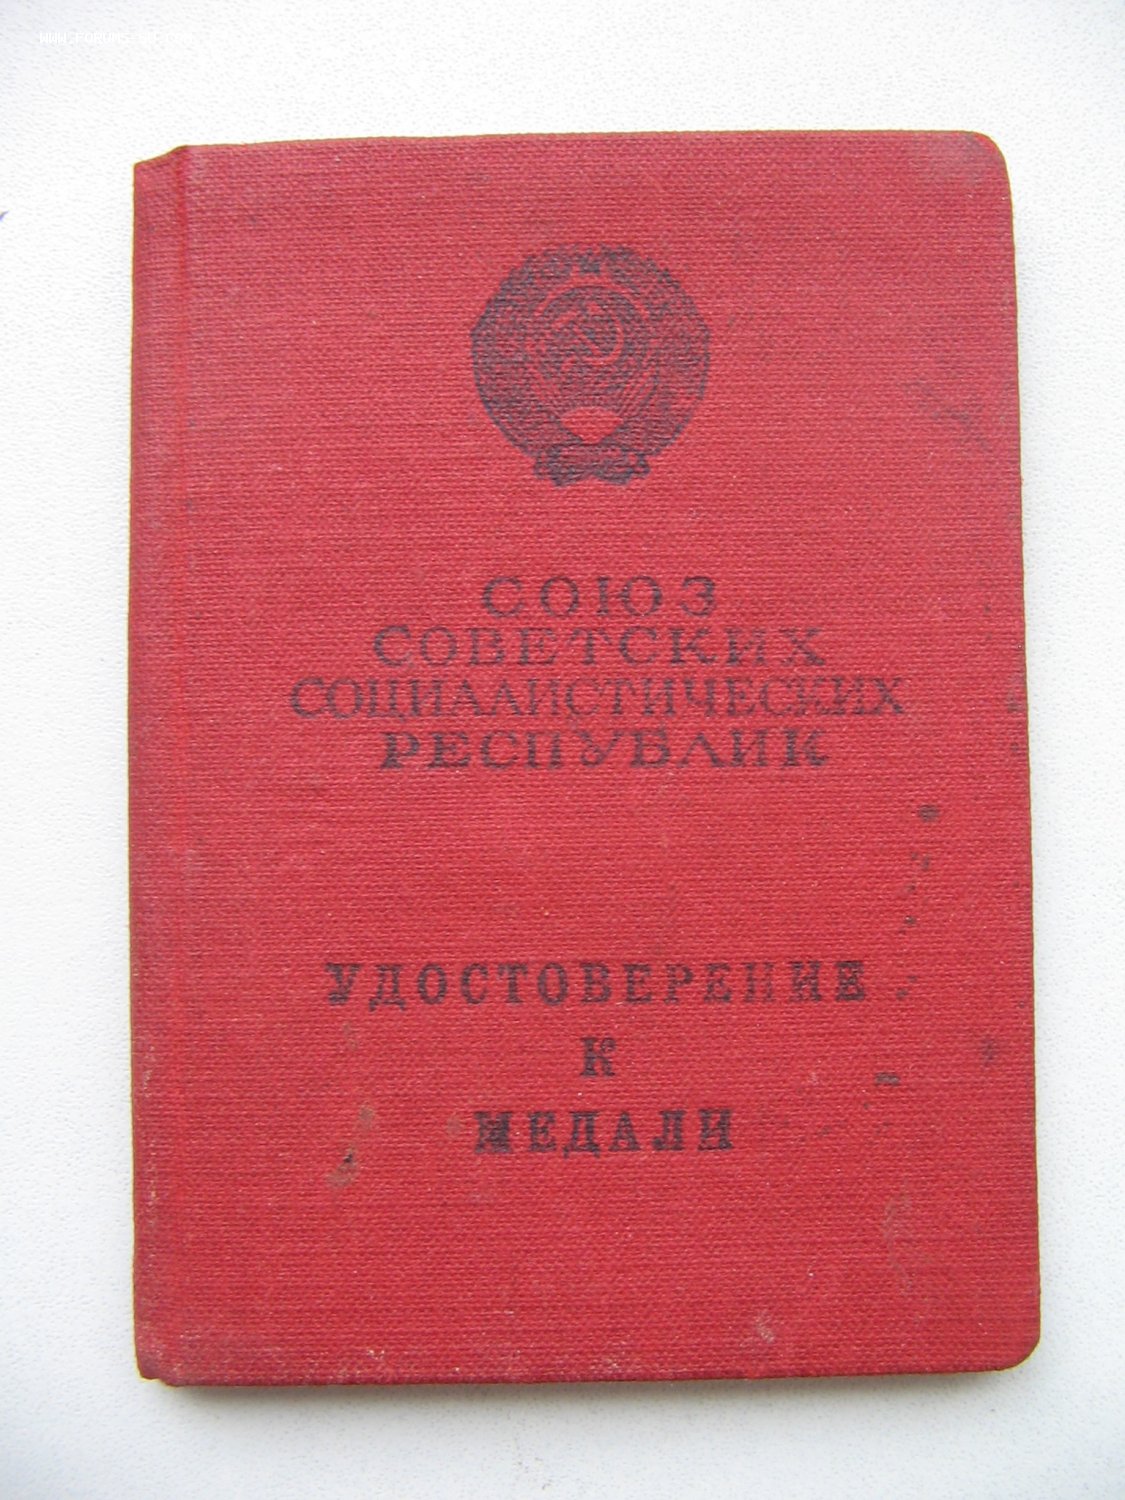 СОЮЗ
СОВЕТСКИХ
СОЦИАЛИСТИЧЕСКИХ
РЕСПУБЛИК
УДОСТОВЕРЕНИЕ
К
МЕДАЛИ